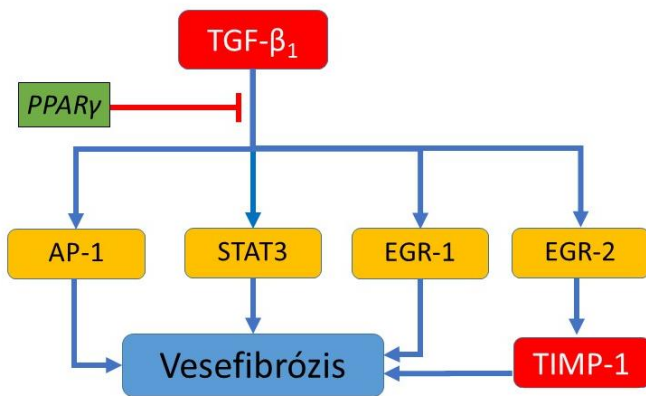 TGF-β₁
PPARγ
AP-1
STAT3
EGR-1
EGR-2
Vesefibrózis
TIMP-1